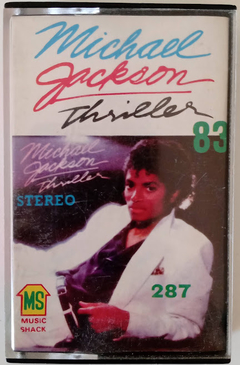 Michael
Jackson
Thriller
83
Michael
Jackson
Thriller
STEREO
287
MS
MUSIC
SHACK